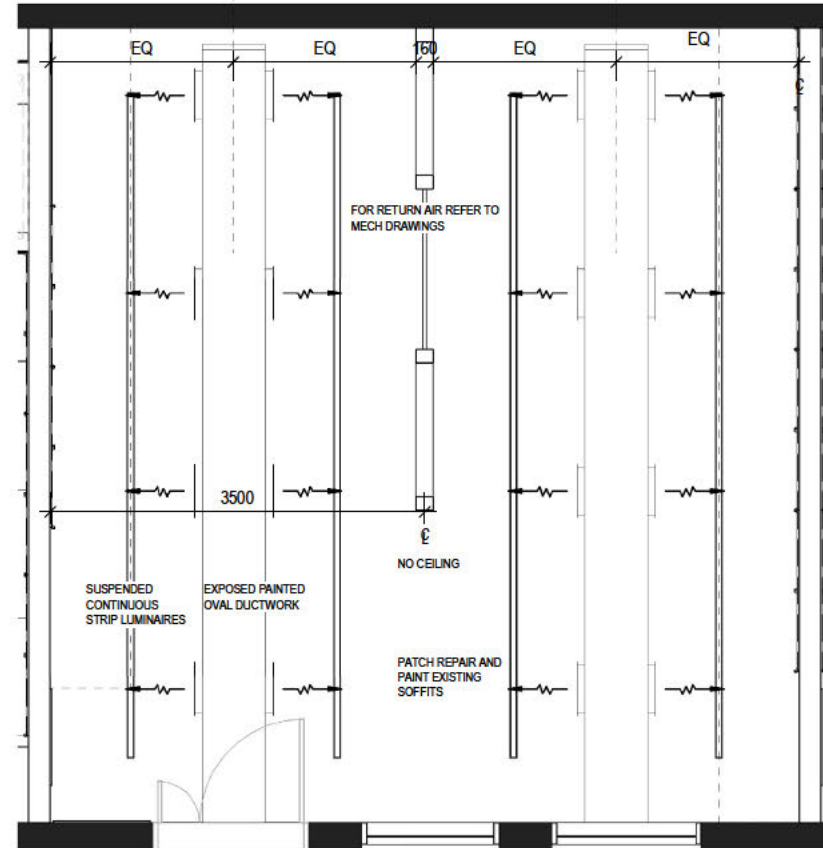 EQ
EQ
160
EQ
EQ
℄
FOR RETURN AIR REFER TO
MECH DRAWINGS
3500
℄
NO CEILING
SUSPENDED
CONTINUOUS
STRIP LUMINAIRES
EXPOSED PAINTED
OVAL DUCTWORK
PATCH REPAIR AND
PAINT EXISTING
SOFFITS